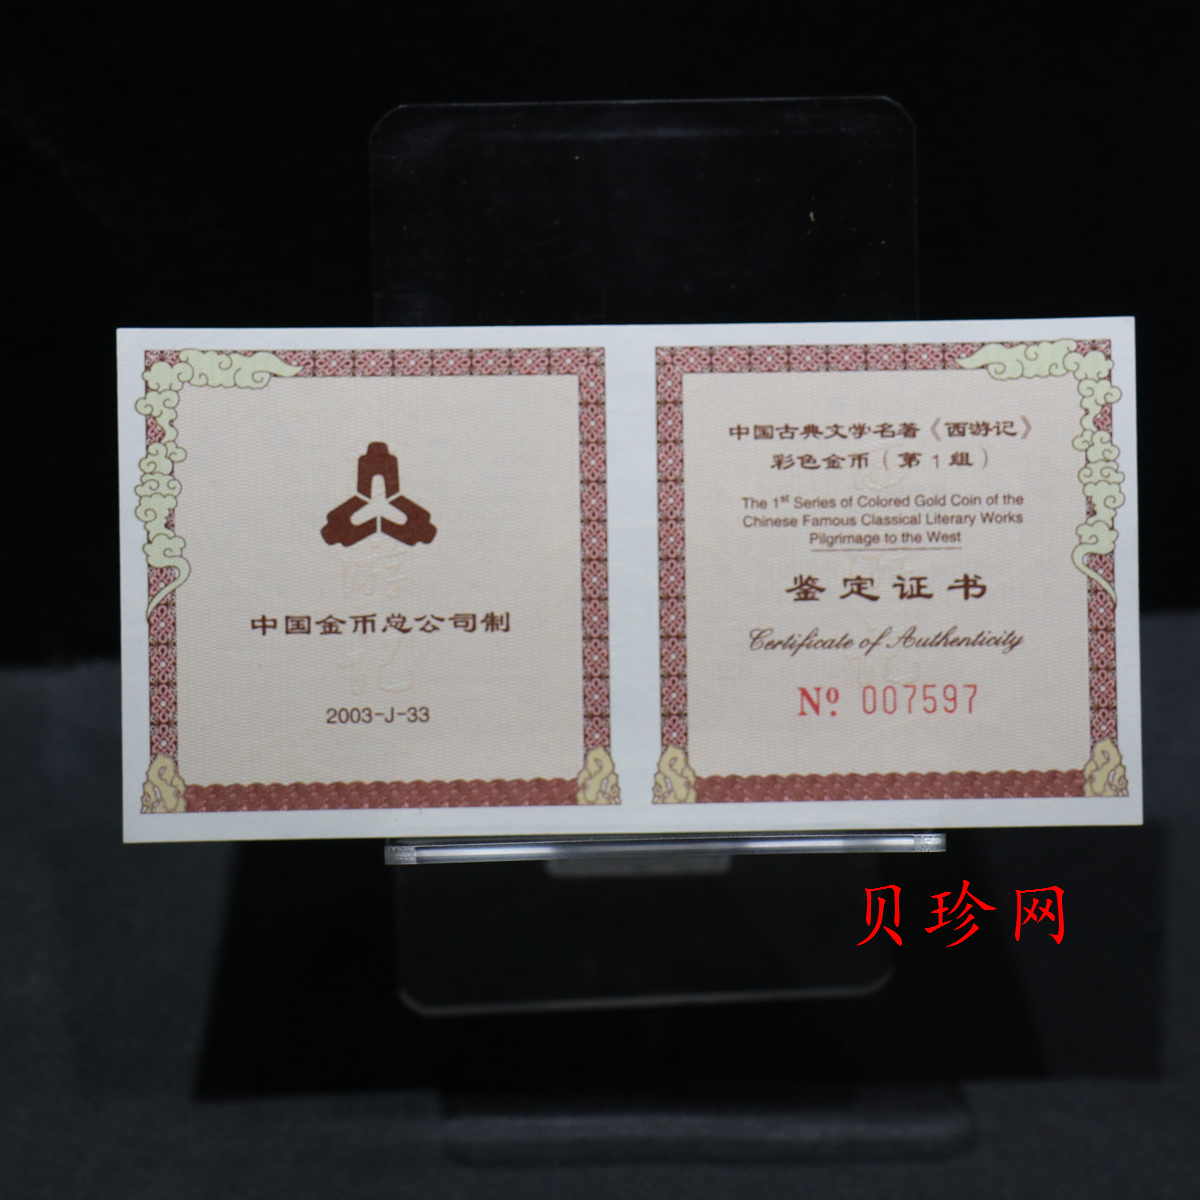 中国金币总公司制
2003-J-33
中国古典文学名著《西游记》
彩色金币（第1组）
The 1st Series of Colored Gold Coin of the
Chinese Famous Classical Literary Works
Pilgrimage to the West
鉴定证书
Certificate of Authenticity
Nº 007597
贝珍网